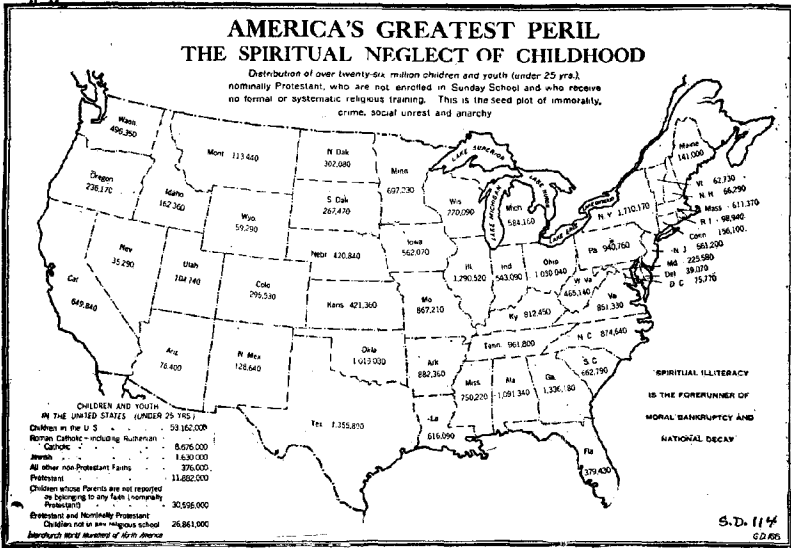 AMERICA'S GREATEST PERIL
THE SPIRITUAL NEGLECT OF CHILDHOOD
Distribution of over twenty-six million children and youth (under 25 yrs.),
nominally Protestant, who are not enrolled in Sunday School and who receive
no formal or systematic religious training. This is the seed plot of immorality,
crime, social unrest and anarchy
Wash.
496,350
Oregon
Idaho
162,360
Mont 113,440
Wyo.
59,290
N Dak
302,080
S Dak
267,470
Nebr 420,840
Minn
Wis
770,090
Mich
584,160
LAKE SUPERIOR
LAKE MICHIGAN
LAKE HURON
LAKE ERIE
LAKE ONTARIO
Iowa
562,070
Nev
35,290
Utah
Colo
295,530
Kans 421,360
Mo
867,210
Ill
1,290,520
Ind
543,090
Ohio
1,030,040
Pa 940,760
N Y 1,710,170
Maine
141,000
Vt 62,730
N H 66,290
Mass 611,370
R I 98,940
Conn 156,100
N J 561,200
Md 225,580
Del 39,070
D C 75,770
W Va
465,140
Va
851,330
Ky 812,450
N C 874,640
Tenn 961,800
S C
662,790
Cal
649,840
Ariz
76,400
N Mex
128,640
Okla
Tex 1,355,890
Ark
882,360
La
616,090
Miss
750,220
Ala
1,091,340
Ga
Fla
379,430
CHILDREN AND YOUTH
IN THE UNITED STATES (UNDER 25 YRS)
Children in the U S 53,162,000
Roman Catholic - including Ruthenian
Catholic 8,676,000
Jewish 1,630,000
All other non-Protestant Faiths 376,000
Protestant 11,882,000
Children whose Parents are not reported
as belonging to any faith (nominally
Protestant) 30,598,000
Protestant and Nominally Protestant
Children not in any religious school 26,861,000
Interchurch World Movement of North America
"SPIRITUAL ILLITERACY
IS THE FORERUNNER OF
MORAL BANKRUPTCY AND
NATIONAL DECAY"
S.D. 114